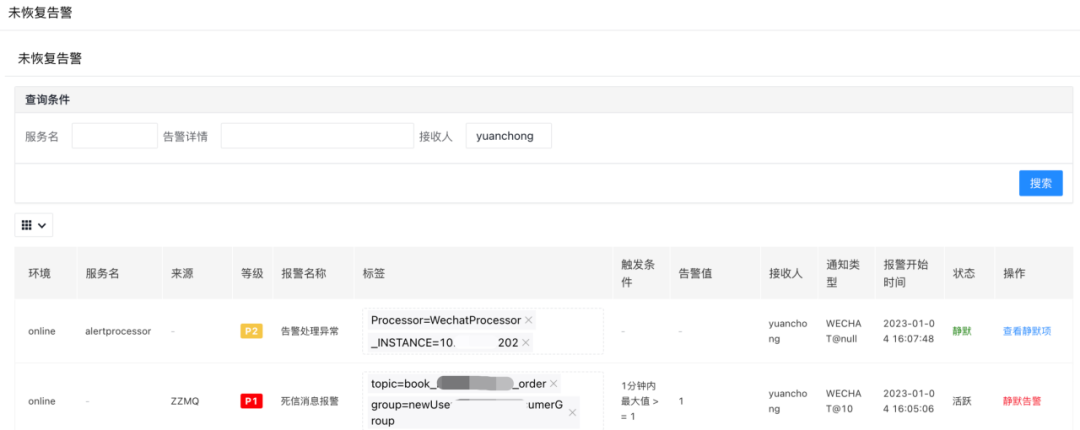 未恢复告警
未恢复告警
查询条件
服务名 告警详情 接收人 yuanchong
搜索
环境 服务名 来源 等级 报警名称 标签 触发条件 告警值 接收人 通知类型 报警开始时间 状态 操作
online alertprocessor - P2 告警处理异常 Processor=WechatProcessor × _INSTANCE=10. 202 × - - yuanchong WECHAT@null 2023-01-04 16:07:48 静默 查看静默项
online - ZZMQ P1 死信消息报警 topic=book_ _order × group=newUse umerGroup × 1分钟内最大值 >= 1 1 yuanchong WECHAT@10 2023-01-04 16:05:06 活跃 静默告警